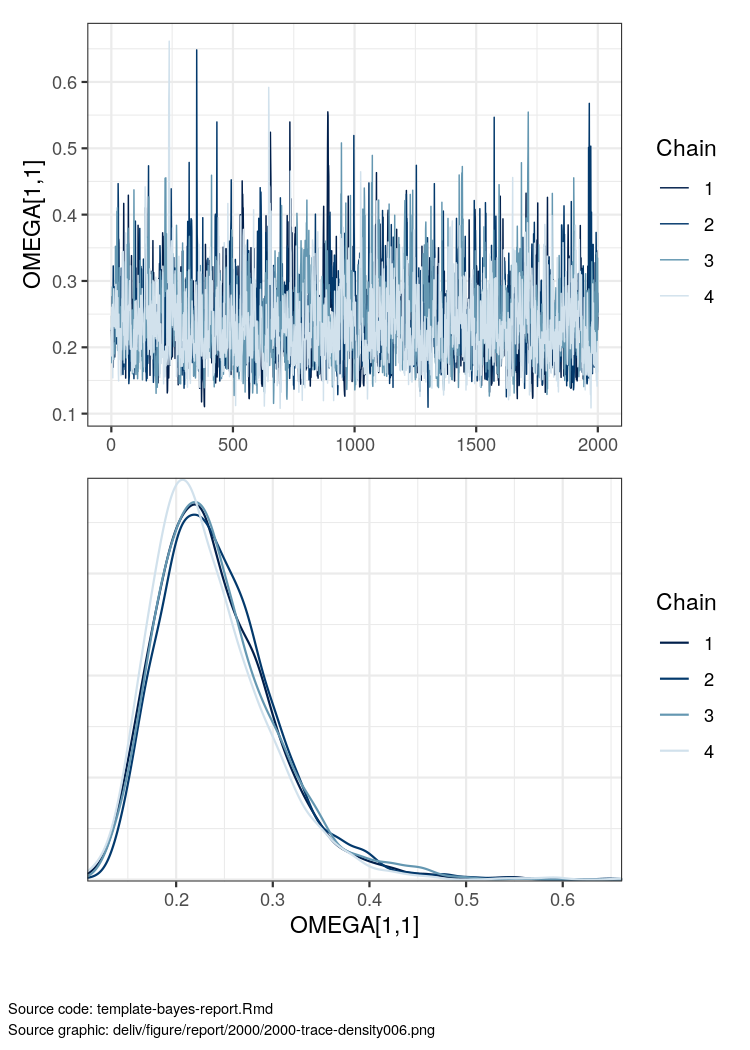 OMEGA[1,1]
0.6
0.5
0.4
0.3
0.2
0.1
0 500 1000 1500 2000
Chain
1
2
3
4
Chain
1
2
3
4
0.2 0.3 0.4 0.5 0.6
OMEGA[1,1]
Source code: template-bayes-report.Rmd
Source graphic: deliv/figure/report/2000/2000-trace-density006.png